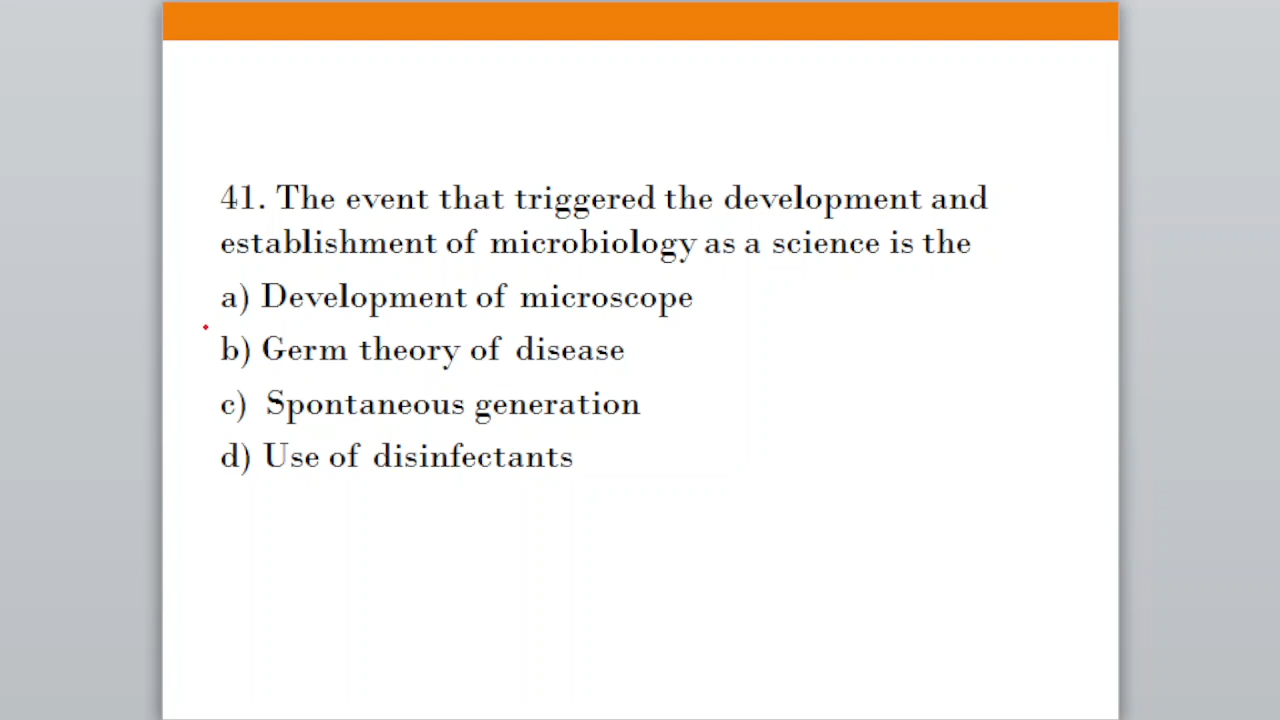 41. The event that triggered the development and
establishment of microbiology as a science is the
a) Development of microscope
b) Germ theory of disease
c) Spontaneous generation
d) Use of disinfectants